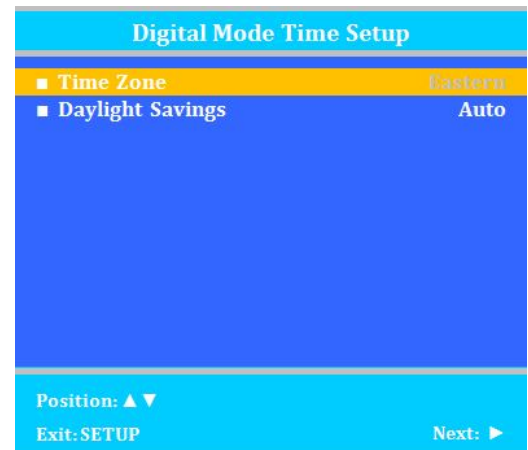 Digital Mode Time Setup
■ Time Zone Eastern
■ Daylight Savings Auto
Position: ▲ ▼
Exit: SETUP Next: ►